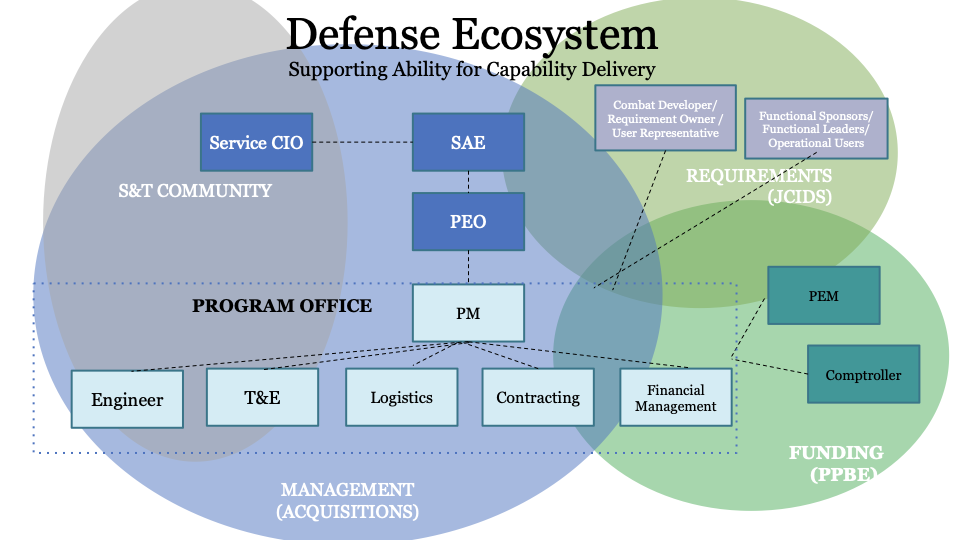 Defense Ecosystem
Supporting Ability for Capability Delivery
Combat Developer/
Requirement Owner /
User Representative
Functional Sponsors/
Functional Leaders/
Operational Users
Service CIO
SAE
S&T COMMUNITY
REQUIREMENTS
(JCIDS)
PEO
PROGRAM OFFICE
PM
PEM
Comptroller
Engineer
T&E
Logistics
Contracting
Financial
Management
FUNDING
(PPBE)
MANAGEMENT
(ACQUISITIONS)